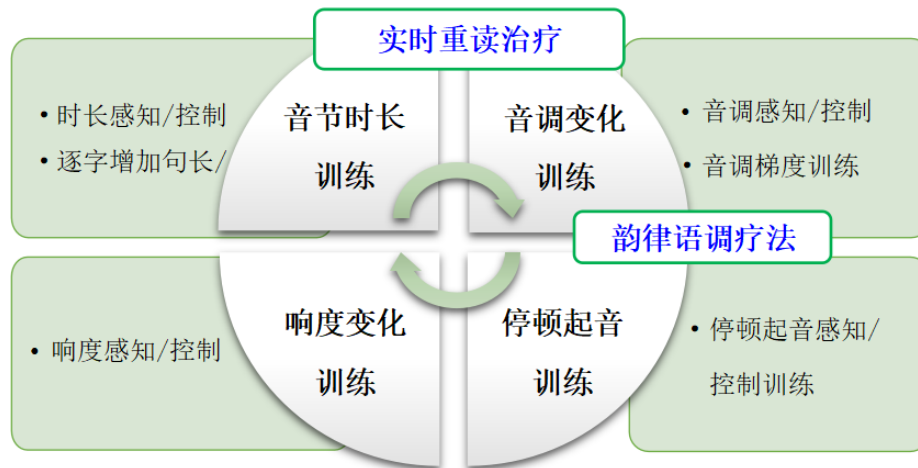 实时重读治疗
• 时长感知/控制
• 逐字增加句长/
音节时长
训练
音调变化
训练
• 音调感知/控制
• 音调梯度训练
韵律语调疗法
• 响度感知/控制
响度变化
训练
停顿起音
训练
• 停顿起音感知/
控制训练